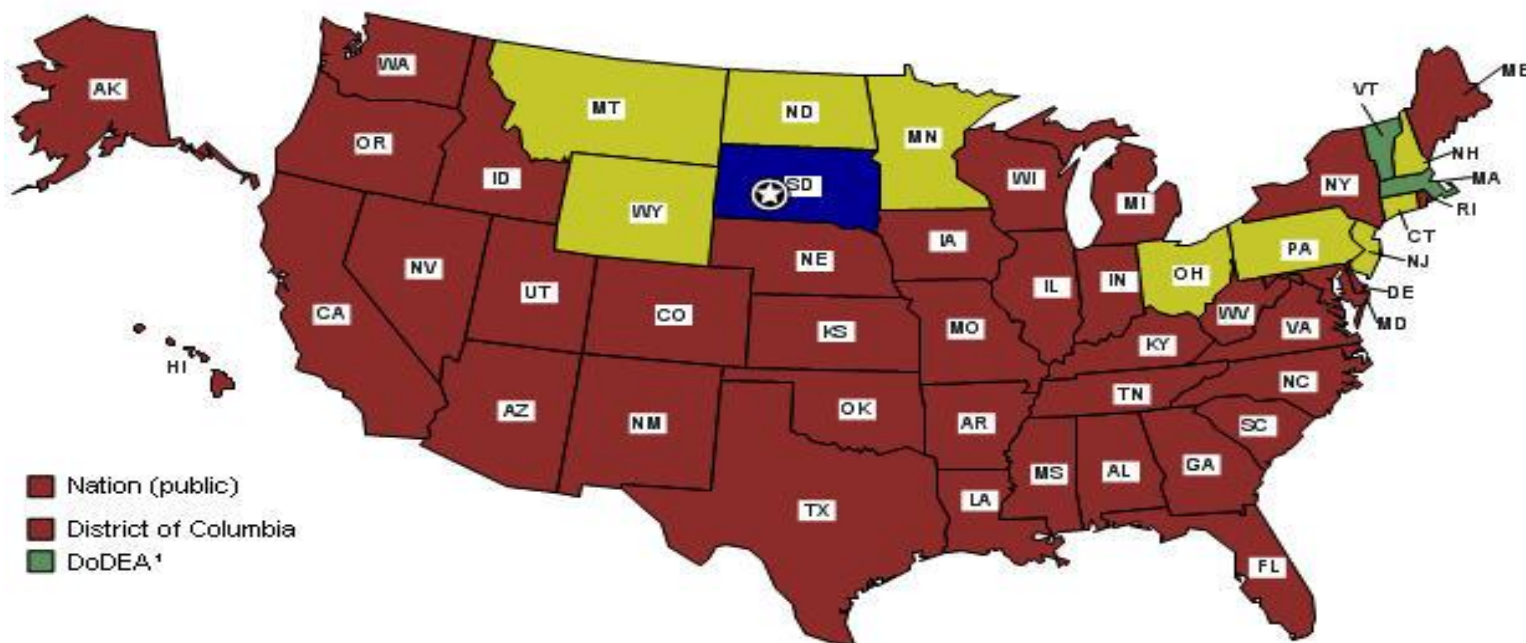 AK
WA
ME
VT
MT
ND
MN
OR
NH
ID
SD
WI
NY
MA
MI
WY
RI
IA
CT
PA
NE
NJ
NV
OH
UT
IL
IN
DE
CA
CO
WV
MD
KS
MO
VA
KY
HI
NC
TN
AZ
OK
NM
AR
SC
GA
MS
AL
LA
TX
FL
Nation (public)
District of Columbia
DoDEA¹